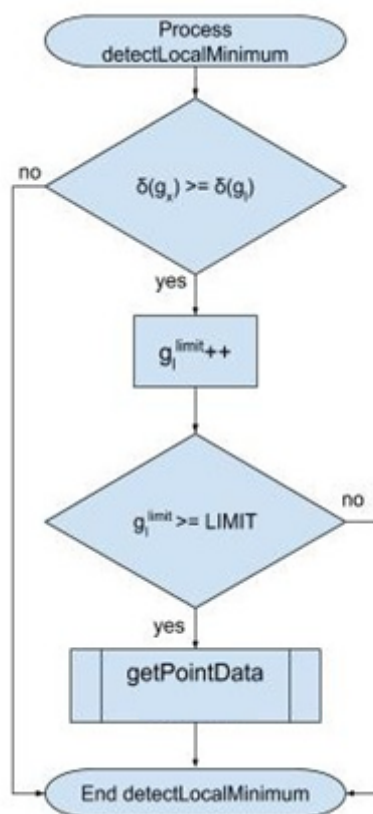 Process
detectLocalMinimum
δ(gₓ) >= δ(gₗ)
no
yes
gₗˡⁱᵐⁱᵗ++
gₗˡⁱᵐⁱᵗ >= LIMIT
no
yes
getPointData
End detectLocalMinimum